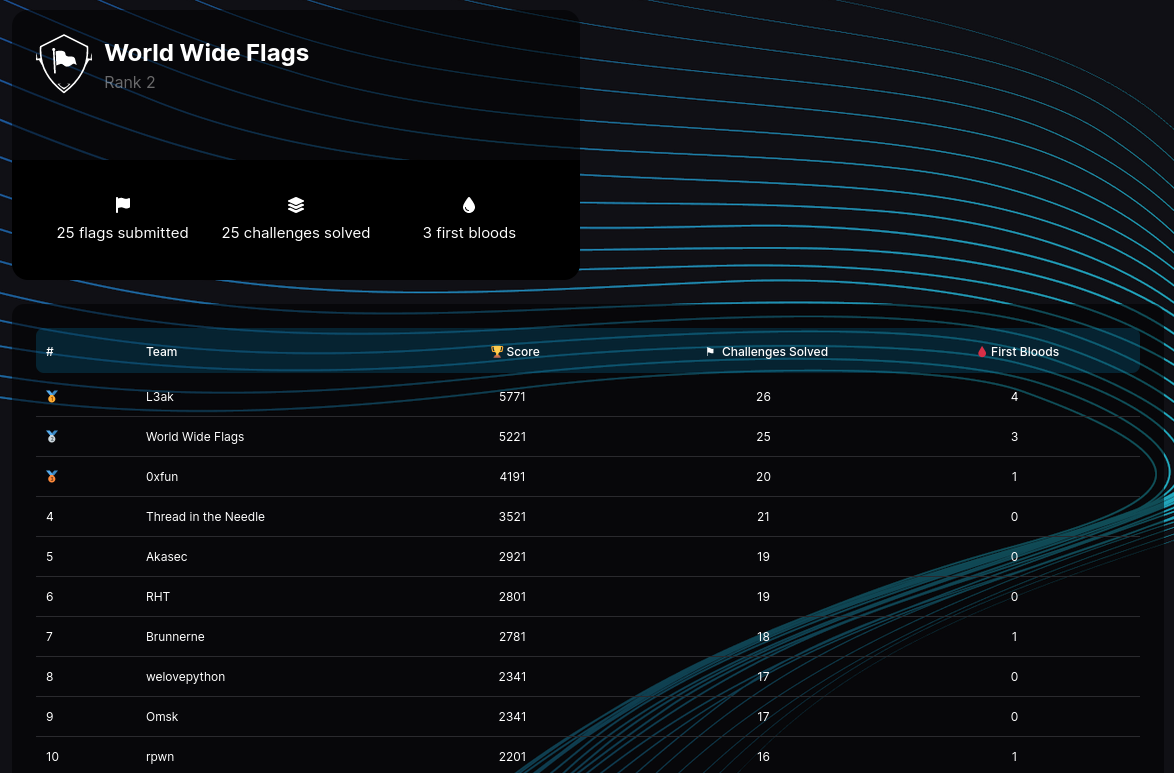 World Wide Flags
Rank 2
25 flags submitted 25 challenges solved 3 first bloods
# Team 🏆 Score ⚑ Challenges Solved 🩸 First Bloods
🥇 L3ak 5771 26 4
🥈 World Wide Flags 5221 25 3
🥉 0xfun 4191 20 1
4 Thread in the Needle 3521 21 0
5 Akasec 2921 19 0
6 RHT 2801 19 0
7 Brunnerne 2781 18 1
8 welovepython 2341 17 0
9 Omsk 2341 17 0
10 rpwn 2201 16 1